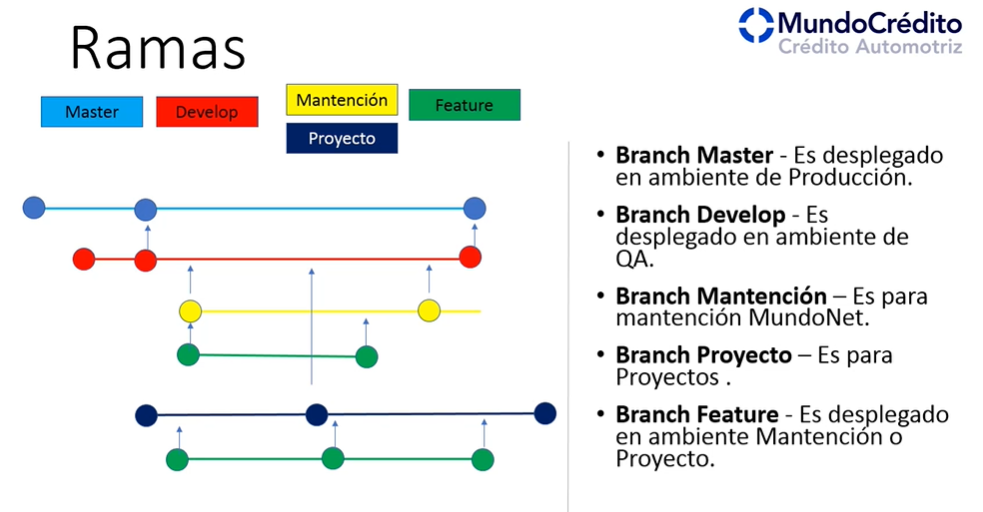 Ramas
MundoCrédito
Crédito Automotriz
Master
Develop
Mantención
Proyecto
Feature
• Branch Master - Es desplegado
en ambiente de Producción.
• Branch Develop - Es
desplegado en ambiente de
QA.
• Branch Mantención – Es para
mantención MundoNet.
• Branch Proyecto – Es para
Proyectos .
• Branch Feature - Es desplegado
en ambiente Mantención o
Proyecto.